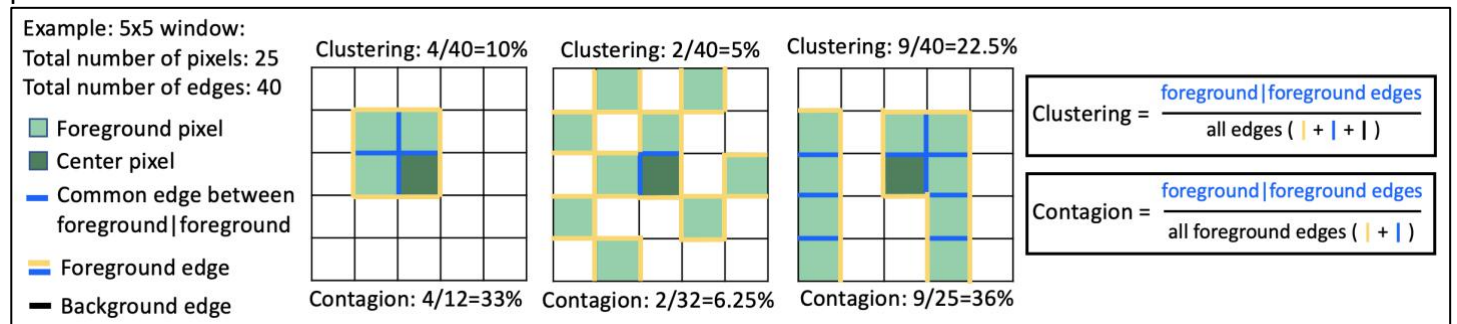 Example: 5x5 window:
Total number of pixels: 25
Total number of edges: 40
Foreground pixel
Center pixel
Common edge between
foreground|foreground
Foreground edge
Background edge
Clustering: 4/40=10%
Contagion: 4/12=33%
Clustering: 2/40=5%
Contagion: 2/32=6.25%
Clustering: 9/40=22.5%
Contagion: 9/25=36%
Clustering = foreground|foreground edges
all edges ( | + | + | )
Contagion = foreground|foreground edges
all foreground edges ( | + | )